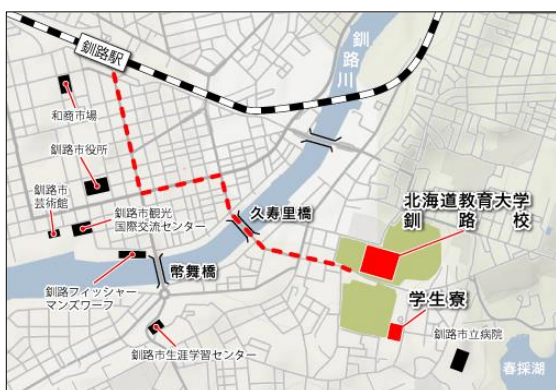 釧路駅
釧路川
和商市場
釧路市役所
釧路市
芸術館
釧路市観光
国際交流センター
久寿里橋
北海道教育大学
釧路校
幣舞橋
釧路フィッシャー
マンズワーフ
学生寮
釧路市立病院
釧路市生涯学習センター
春採湖